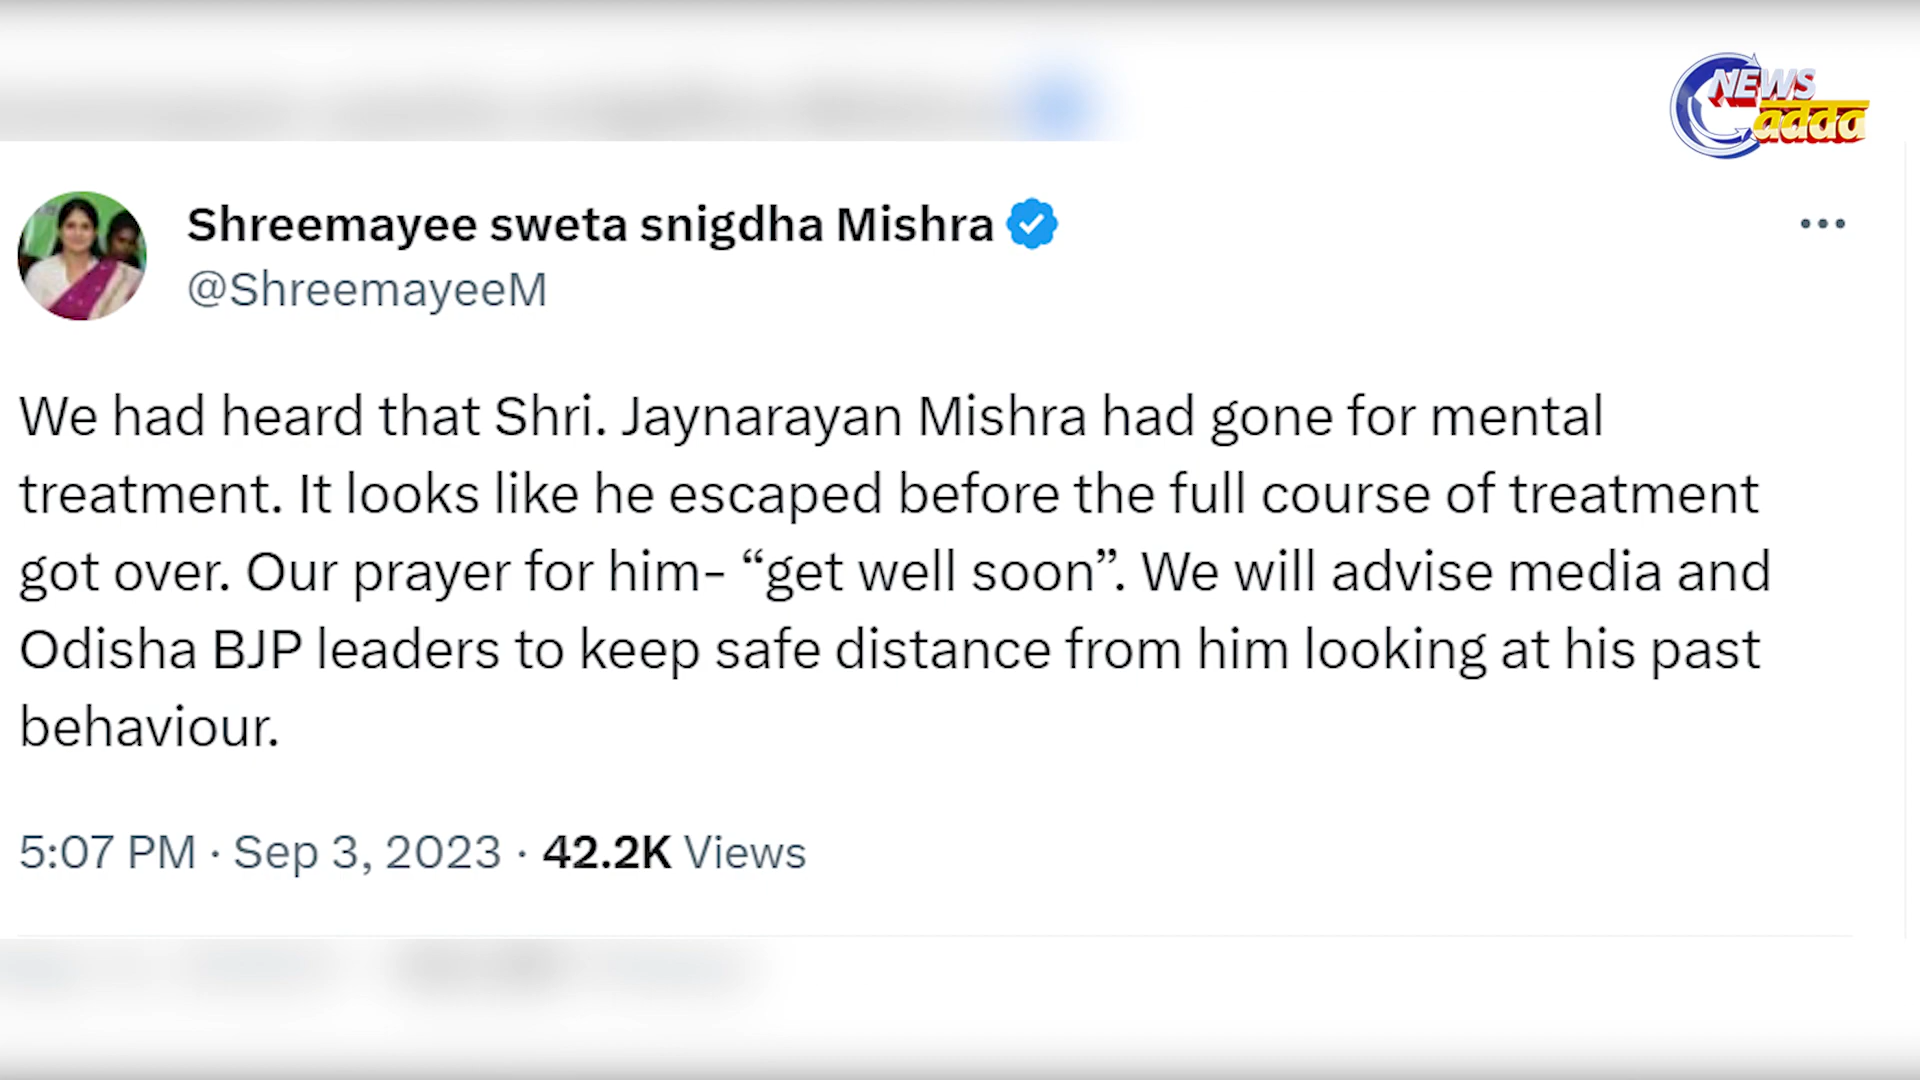 NEWS
adda
Shreemayee sweta snigdha Mishra
@ShreemayeeM
We had heard that Shri. Jaynarayan Mishra had gone for mental
treatment. It looks like he escaped before the full course of treatment
got over. Our prayer for him- “get well soon”. We will advise media and
Odisha BJP leaders to keep safe distance from him looking at his past
behaviour.
5:07 PM · Sep 3, 2023 · 42.2K Views